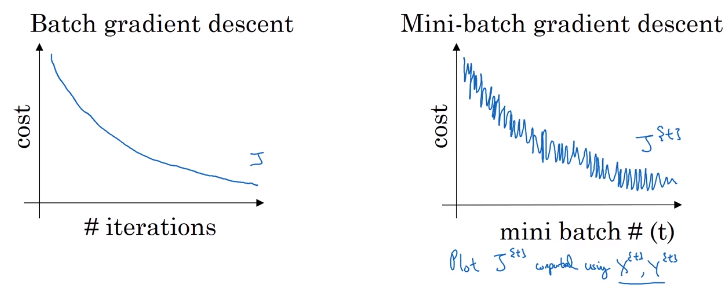 Batch gradient descent
cost
J
# iterations
Mini-batch gradient descent
cost
J{t}
mini batch # (t)
Plot J{t} computed using X{t}, Y{t}